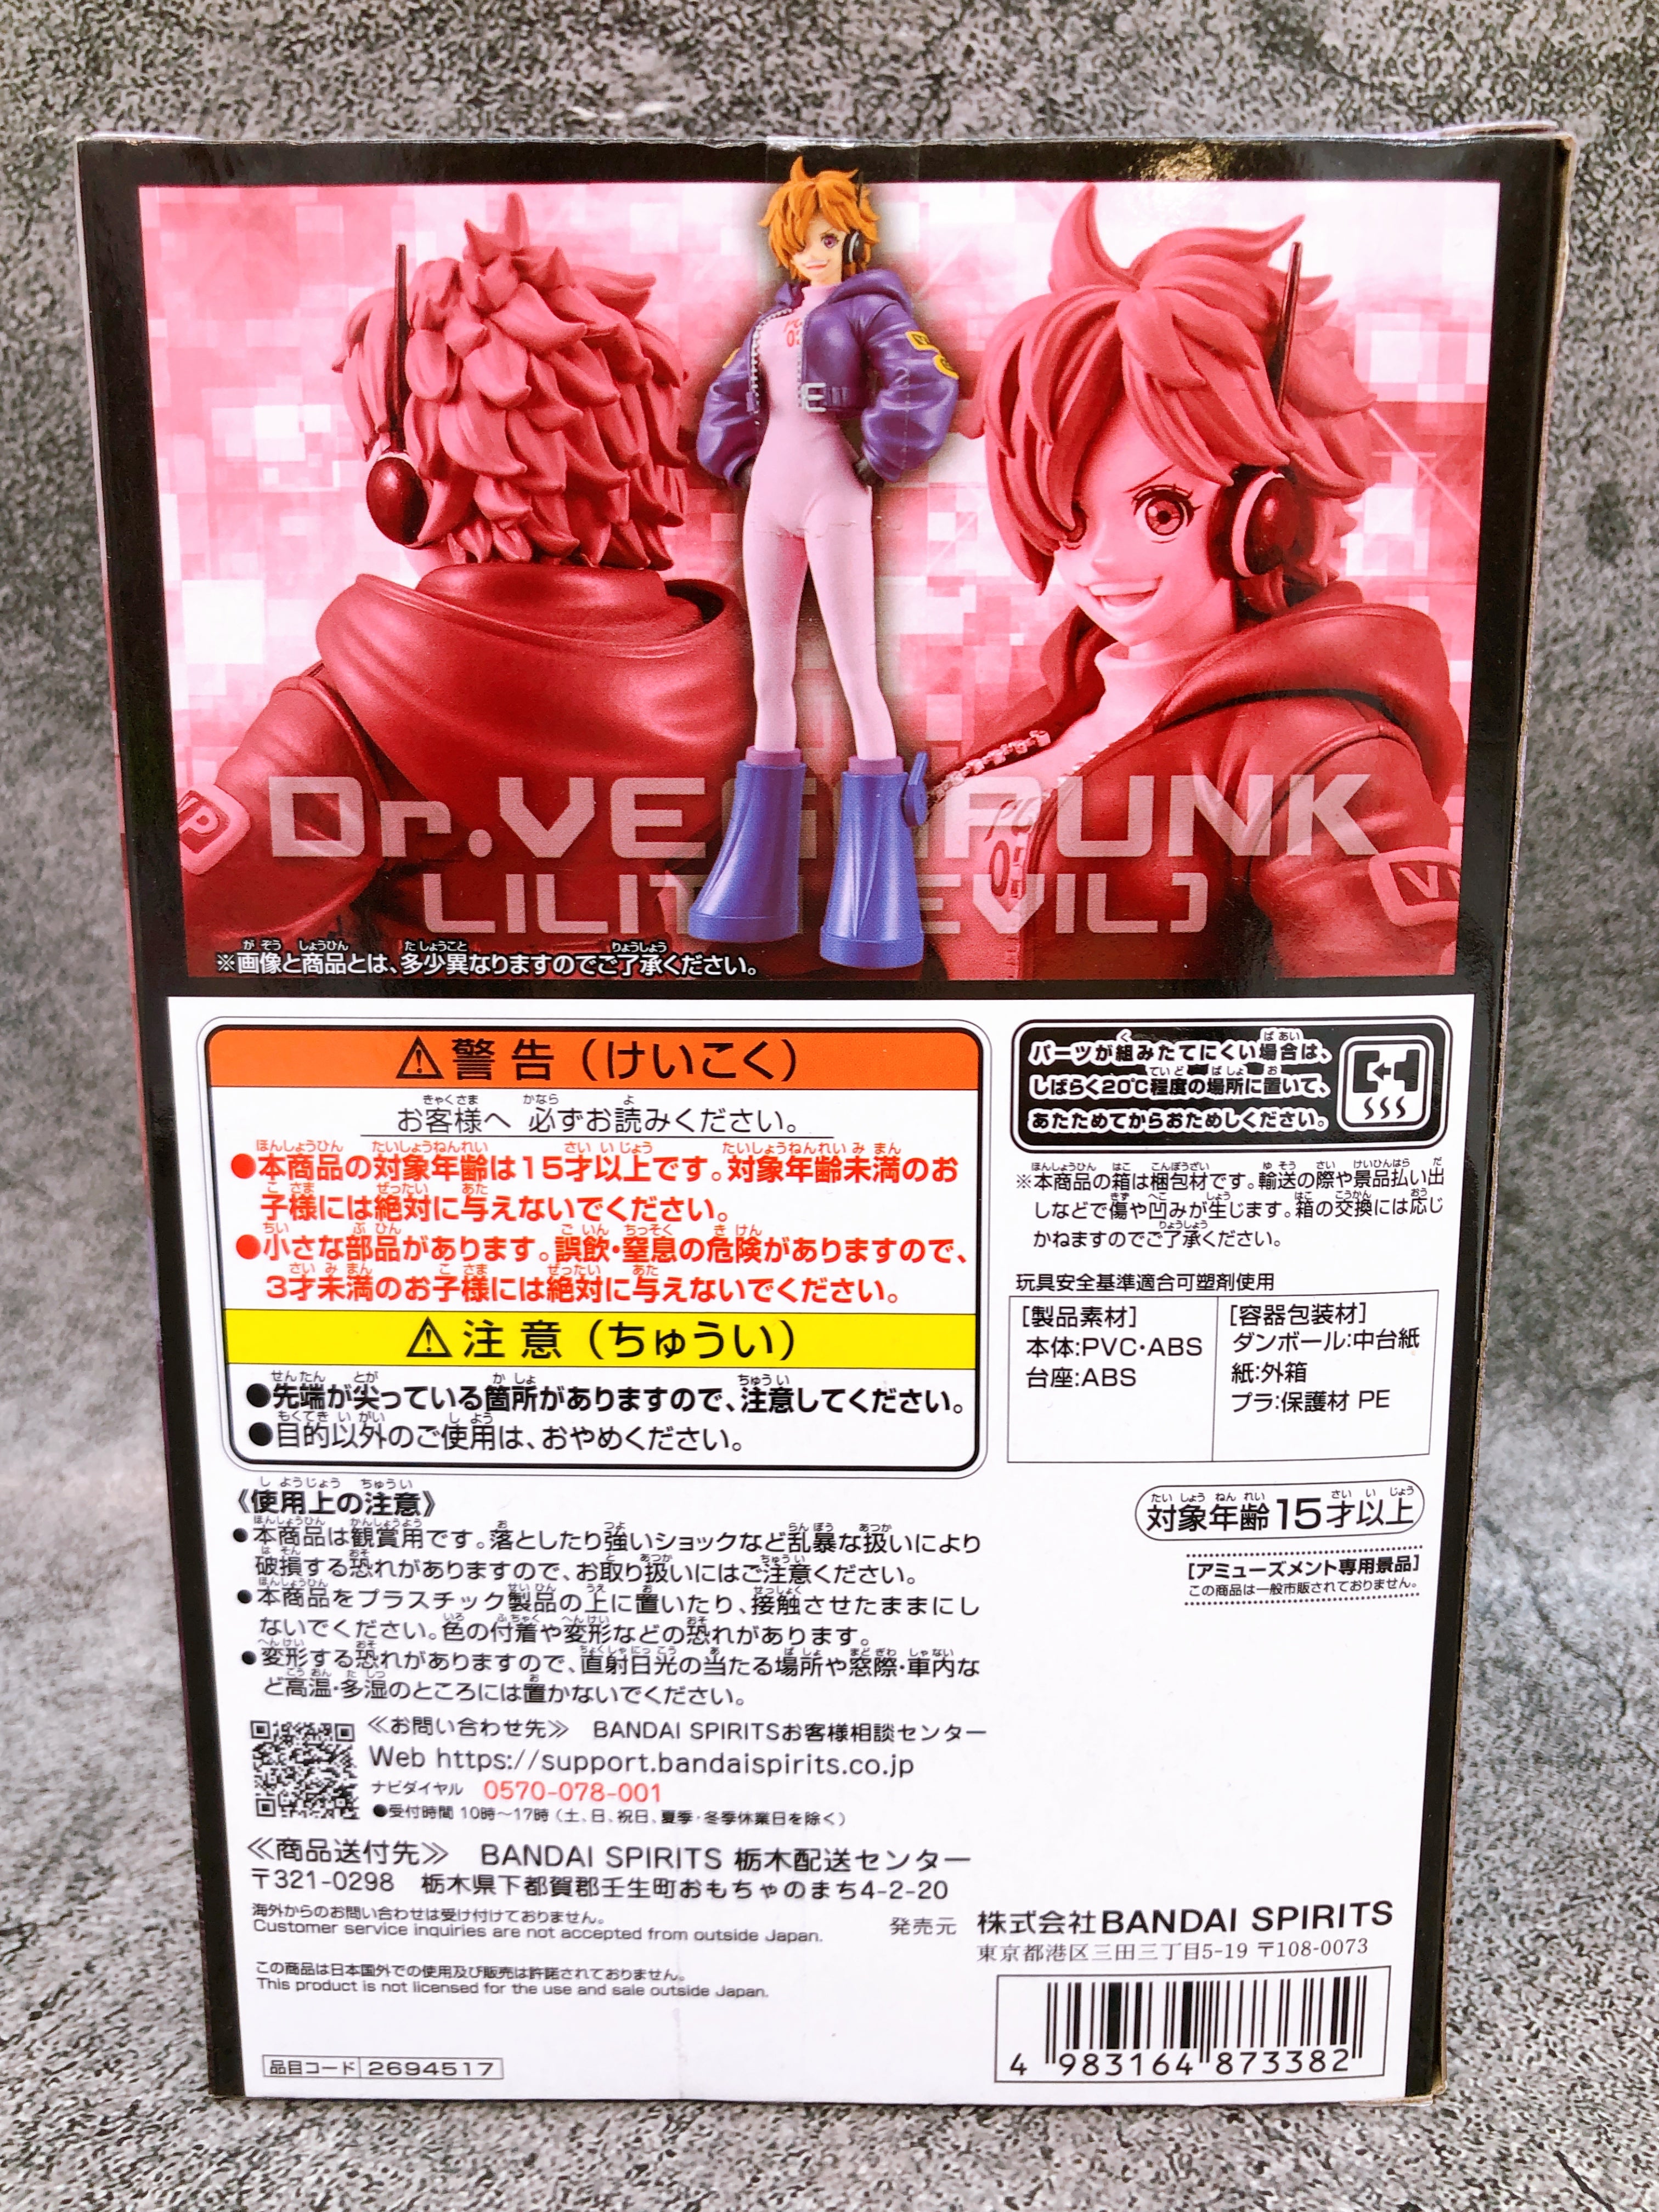 Dr.VEGAPUNK
LILITH[EVIL]
※画像と商品とは、多少異なりますのでご了承ください。
⚠警告（けいこく）
お客様へ 必ずお読みください。
●本商品の対象年齢は15才以上です。対象年齢未満のお
子様には絶対に与えないでください。
●小さな部品があります。誤飲・窒息の危険がありますので、
3才未満のお子様には絶対に与えないでください。
⚠注意（ちゅうい）
●先端が尖っている箇所がありますので、注意してください。
●目的以外のご使用は、おやめください。
《使用上の注意》
●本商品は観賞用です。落としたり強いショックなど乱暴な扱いにより
破損する恐れがありますので、お取り扱いにはご注意ください。
●本商品をプラスチック製品の上に置いたり、接触させたままにし
ないでください。色の付着や変形などの恐れがあります。
●変形する恐れがありますので、直射日光の当たる場所や窓際・車内な
ど高温・多湿のところには置かないでください。
≪お問い合わせ先≫ BANDAI SPIRITSお客様相談センター
Web https://support.bandaispirits.co.jp
ナビダイヤル 0570-078-001
●受付時間 10時～17時（土、日、祝日、夏季・冬季休業日を除く）
≪商品送付先≫ BANDAI SPIRITS 栃木配送センター
〒321-0298 栃木県下都賀郡壬生町おもちゃのまち4-2-20
海外からのお問い合わせは受け付けておりません。
Customer service inquiries are not accepted from outside Japan.
この商品は日本国外での使用及び販売は許諾されておりません。
This product is not licensed for the use and sale outside Japan.
品目コード 2694517
パーツが組みたてにくい場合は、
しばらく20℃程度の場所に置いて、
あたためてからおためしください。
※本商品の箱は梱包材です。輸送の際や景品払い出
しなどで傷や凹みが生じます。箱の交換には応じ
かねますのでご了承ください。
玩具安全基準適合可塑剤使用
[製品素材]
本体:PVC・ABS
台座:ABS
[容器包装材]
ダンボール:中台紙
紙:外箱
プラ:保護材 PE
対象年齢15才以上
[アミューズメント専用景品]
この商品は一般市販されておりません。
発売元 株式会社BANDAI SPIRITS
東京都港区三田三丁目5-19 〒108-0073
4 983164 873382